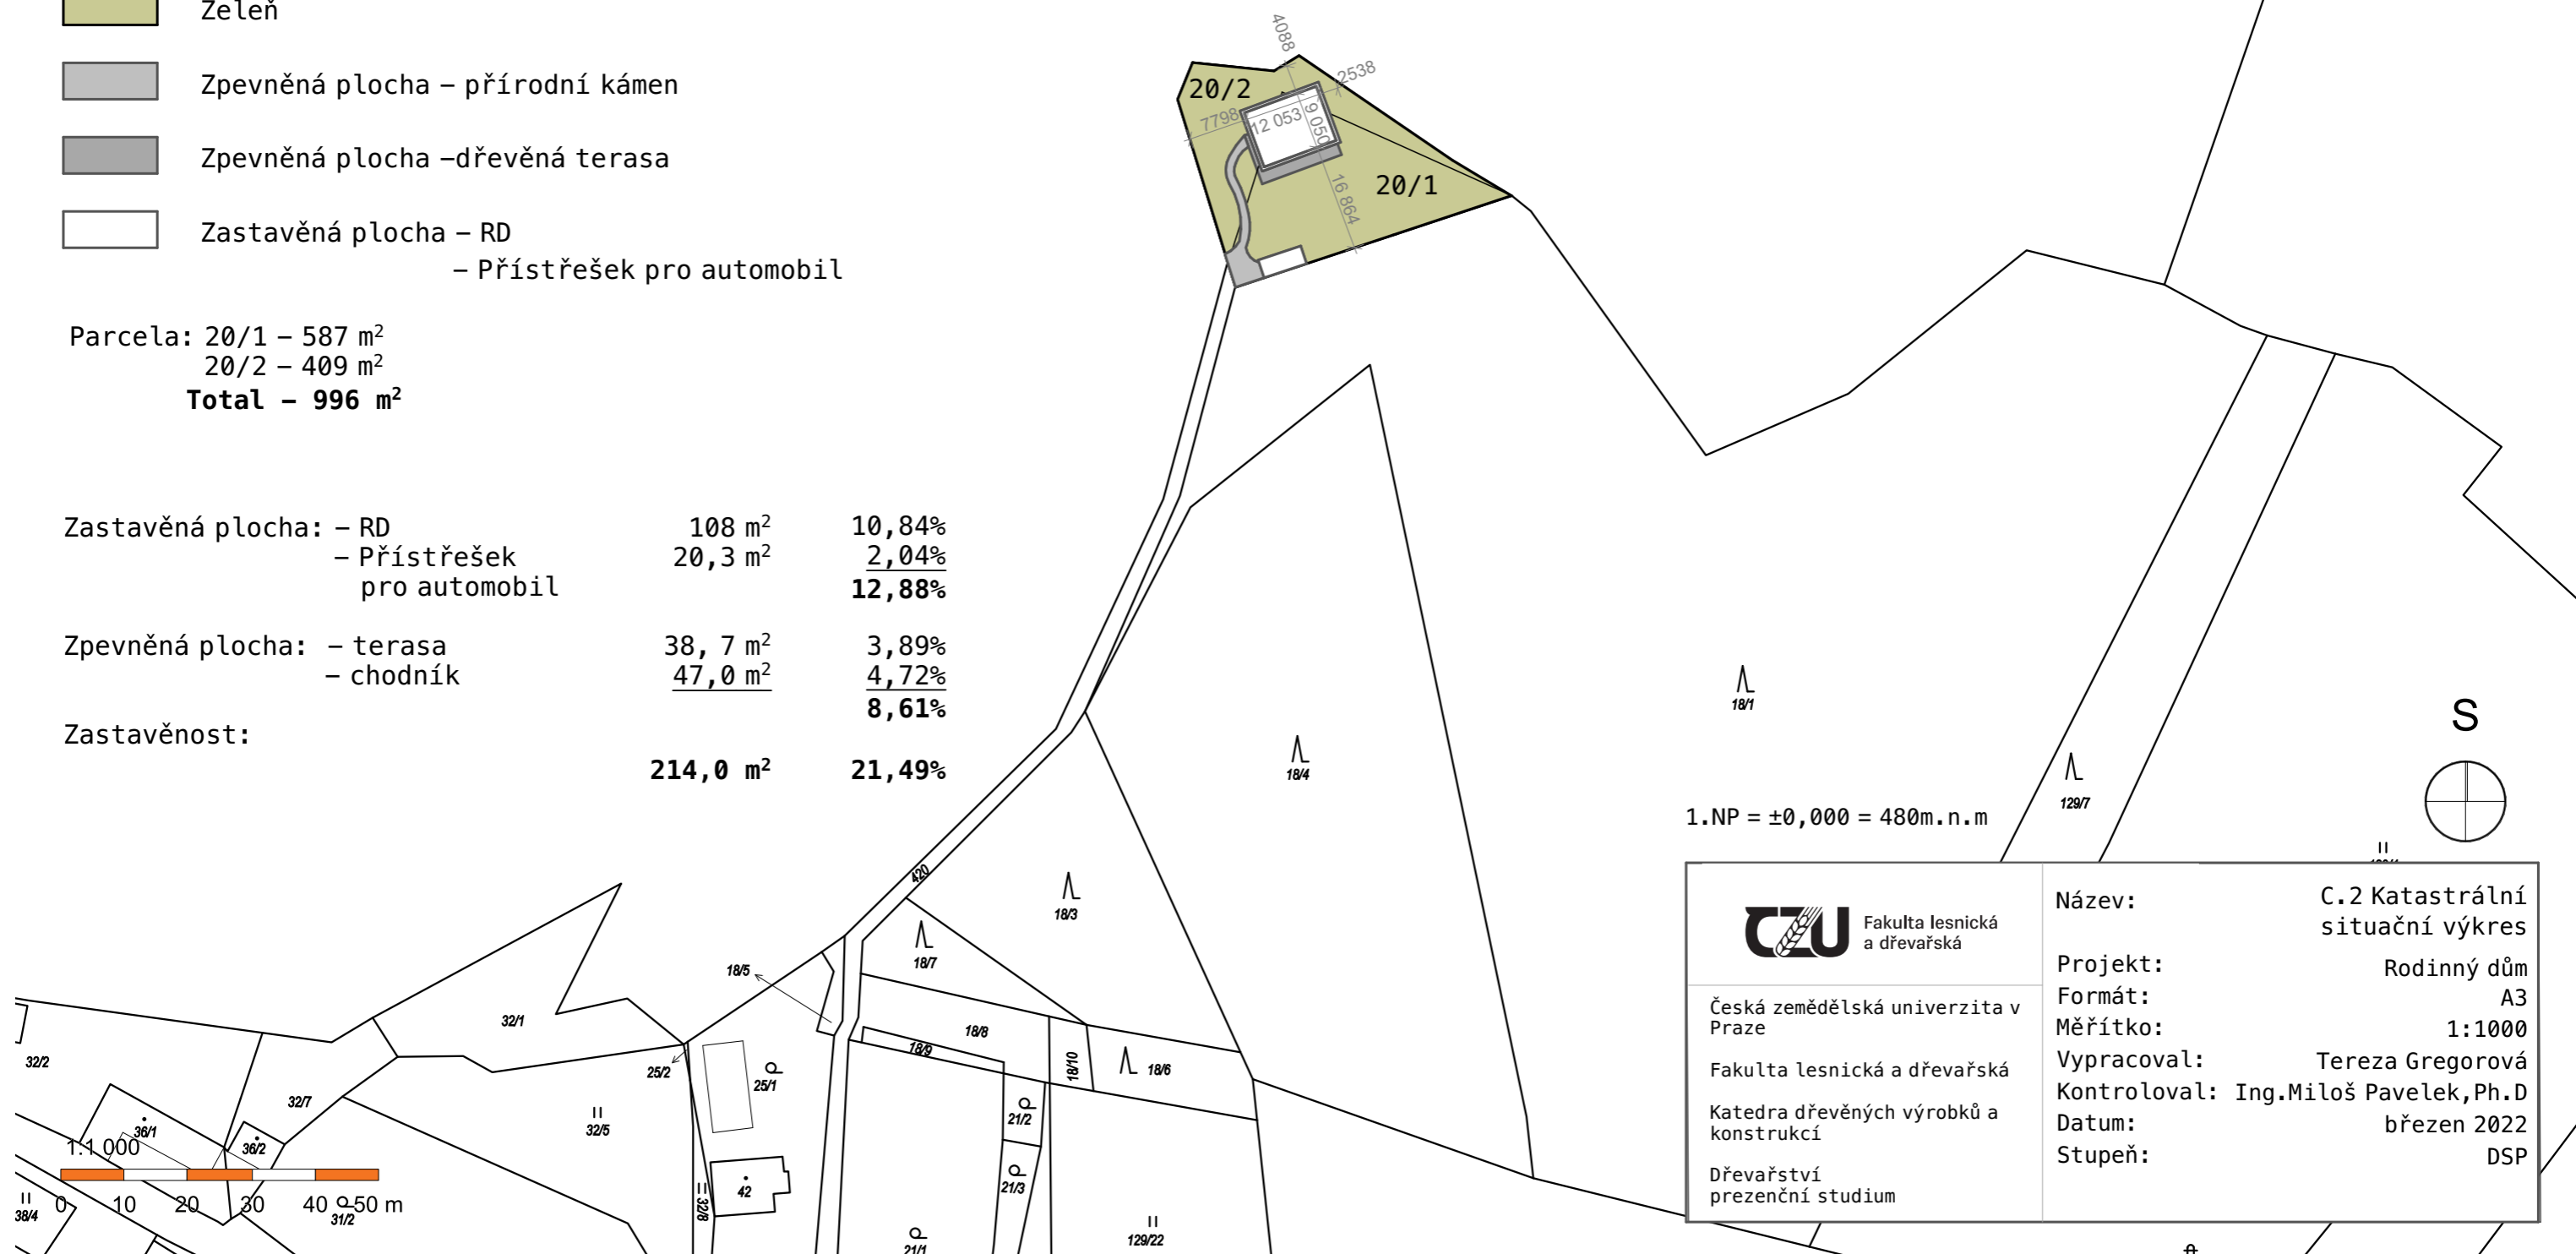 Zeleň
Zpevněná plocha – přírodní kámen
Zpevněná plocha –dřevěná terasa
Zastavěná plocha – RD
– Přístřešek pro automobil
Parcela: 20/1 – 587 m²
20/2 – 409 m²
Total – 996 m²
Zastavěná plocha: – RD 108 m² 10,84%
– Přístřešek 20,3 m² 2,04%
pro automobil 12,88%
Zpevněná plocha: – terasa 38, 7 m² 3,89%
– chodník 47,0 m² 4,72%
8,61%
Zastavěnost:
214,0 m² 21,49%
4088
2538
20/2
7798
12 053
9 050
20/1
16 864
18/1
18/4
129/7
S
1.NP = ±0,000 = 480m.n.m
420
18/3
18/7
18/5
32/1
18/8
18/9
18/10
18/6
32/2
25/2
25/1
32/7
21/2
32/5
36/1
36/2
1:1 000
0 10 20 30 40 50 m
38/4
31/2
32/8
42
21/3
21/1
129/22
CZU
Fakulta lesnická
a dřevařská
Česká zemědělská univerzita v
Praze
Fakulta lesnická a dřevařská
Katedra dřevěných výrobků a
konstrukcí
Dřevařství
prezenční studium
Název: C.2 Katastrální
situační výkres
Projekt: Rodinný dům
Formát: A3
Měřítko: 1:1000
Vypracoval: Tereza Gregorová
Kontroloval: Ing.Miloš Pavelek,Ph.D
Datum: březen 2022
Stupeň: DSP